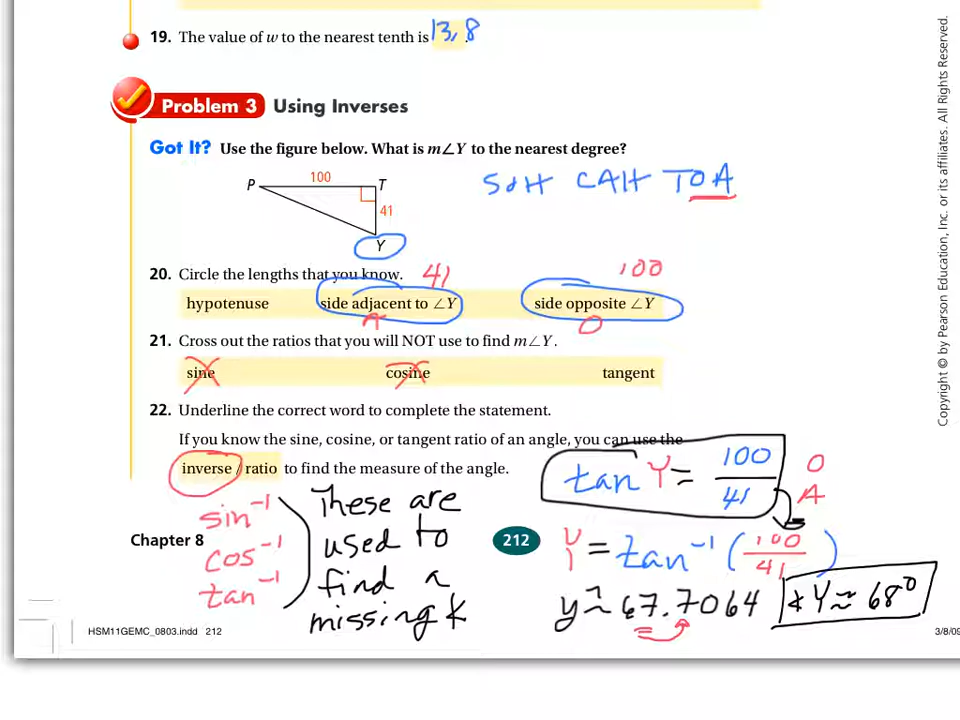 19. The value of w to the nearest tenth is 13,8.
Problem 3 Using Inverses
Got It? Use the figure below. What is m∠Y to the nearest degree?
SOH CAH TOA
P 100 T
41
Y
20. Circle the lengths that you know. 41 100
hypotenuse side adjacent to ∠Y side opposite ∠Y
A O
21. Cross out the ratios that you will NOT use to find m∠Y.
sine cosine tangent
22. Underline the correct word to complete the statement.
If you know the sine, cosine, or tangent ratio of an angle, you can use the
inverse / ratio to find the measure of the angle.
tan Y = 100/41 O A
sin⁻¹
cos⁻¹
tan⁻¹
These are
used to
find a
missing ∠
Y = tan⁻¹ (100/41)
y ≈ 67.7064
∠Y ≈ 68°
Chapter 8 212
HSM11GEMC_0803.indd 212
3/8/09
Copyright © by Pearson Education, Inc. or its affiliates. All Rights Reserved.